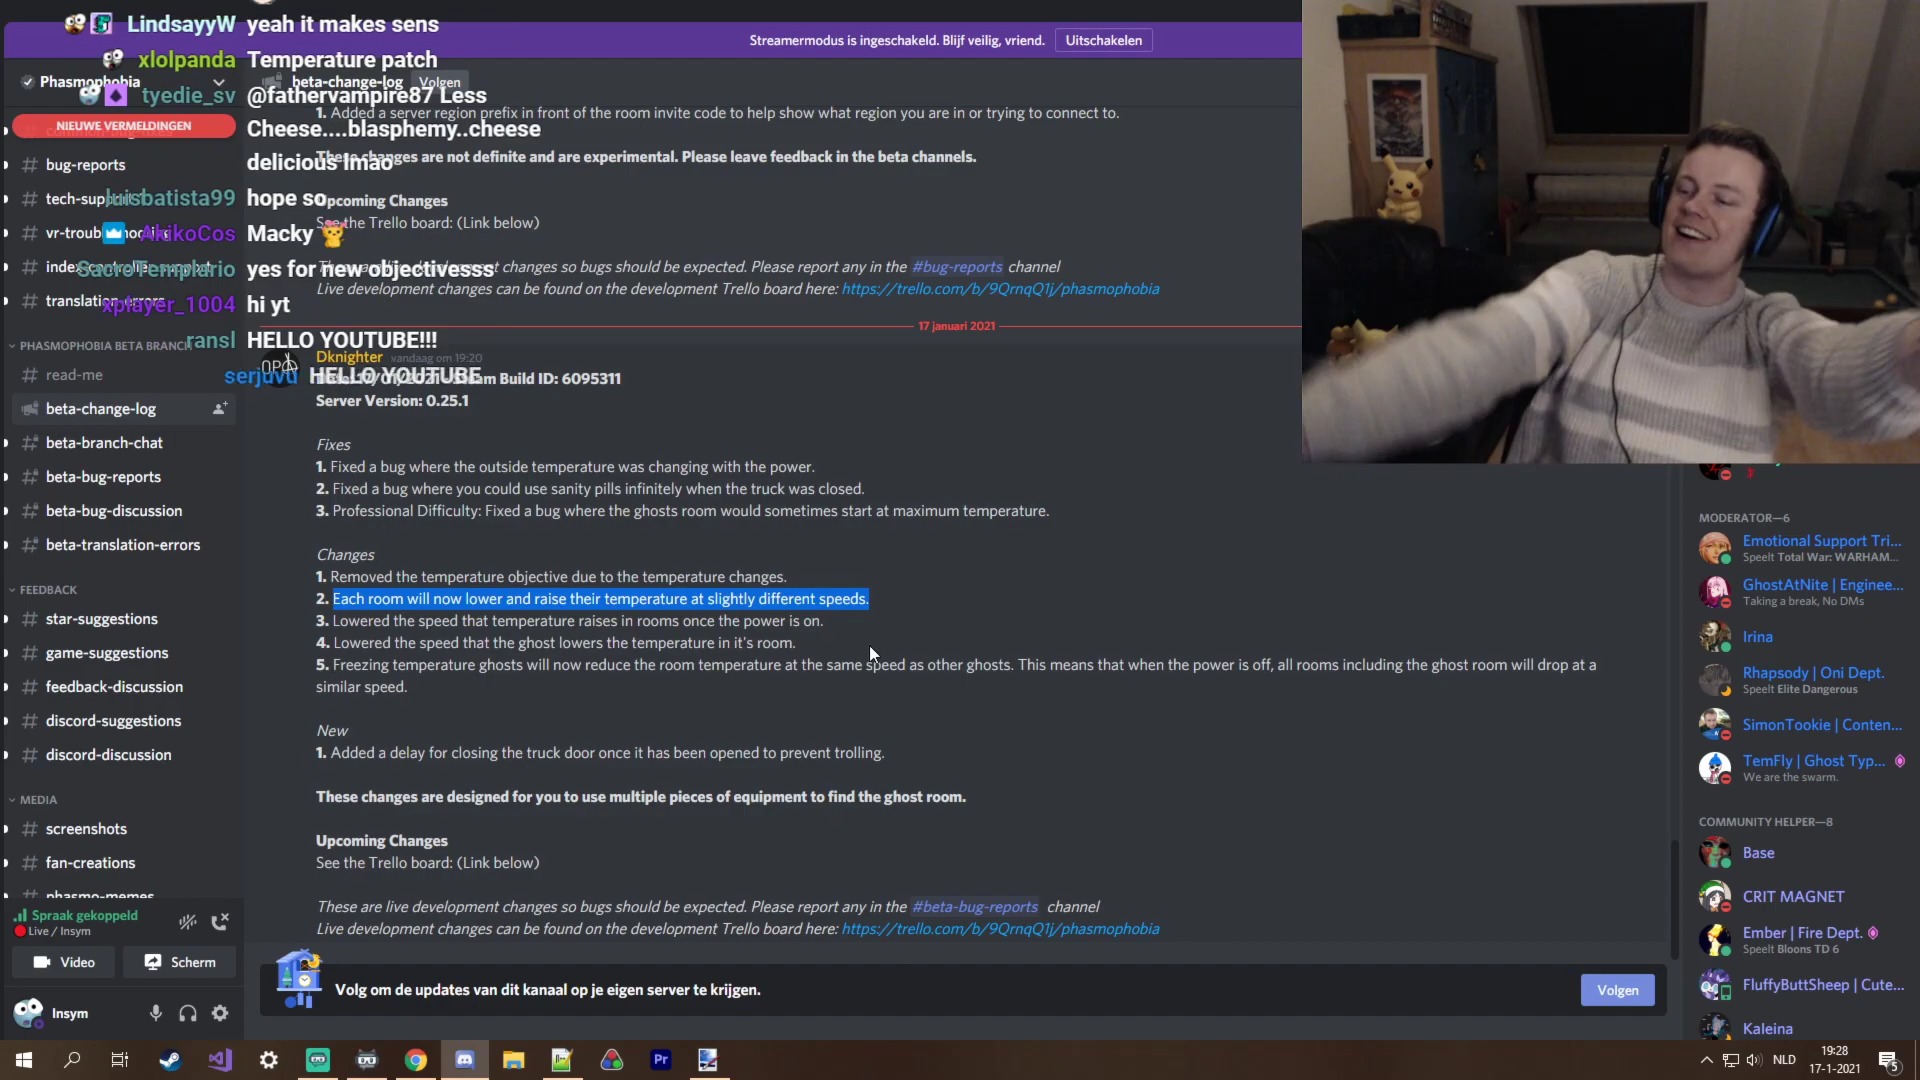 LindsayyW yeah it makes sens
xlolpanda Temperature patch
tyedie_sv @fathervampire87 Less
Cheese....blasphemy..cheese
delicious lmao
luisbatista99 hope so
AkikoCos Macky
SacroTemplario yes for new objectivesss
xplayer_1004 hi yt
ransl HELLO YOUTUBE!!!
serjuvu HELLO YOUTUBE
Streamermodus is ingeschakeld. Blijf veilig, vriend.
Uitschakelen
Phasmophobia
NIEUWE VERMELDINGEN
# bug-reports
# tech-support
# translation-errors
PHASMOPHOBIA BETA BRANCH
# read-me
beta-change-log
# beta-branch-chat
# beta-bug-reports
# beta-bug-discussion
# beta-translation-errors
FEEDBACK
# star-suggestions
# game-suggestions
# feedback-discussion
# discord-suggestions
# discord-discussion
MEDIA
# screenshots
# fan-creations
# phasmo-memes
Spraak gekoppeld
Live / Insym
Video
Scherm
Insym
beta-change-log
Volgen
1. Added a server region prefix in front of the room invite code to help show what region you are in or trying to connect to.
These changes are not definite and are experimental. Please leave feedback in the beta channels.
Upcoming Changes
See the Trello board: (Link below)
changes so bugs should be expected. Please report any in the #bug-reports channel
Live development changes can be found on the development Trello board here: https://trello.com/b/9QrnqQ1j/phasmophobia
17 januari 2021
Dknighter vandaag om 19:20
Date: 17/01/2021 - Steam Build ID: 6095311
Server Version: 0.25.1
Fixes
1. Fixed a bug where the outside temperature was changing with the power.
2. Fixed a bug where you could use sanity pills infinitely when the truck was closed.
3. Professional Difficulty: Fixed a bug where the ghosts room would sometimes start at maximum temperature.
Changes
1. Removed the temperature objective due to the temperature changes.
2. Each room will now lower and raise their temperature at slightly different speeds.
3. Lowered the speed that temperature raises in rooms once the power is on.
4. Lowered the speed that the ghost lowers the temperature in it's room.
5. Freezing temperature ghosts will now reduce the room temperature at the same speed as other ghosts. This means that when the power is off, all rooms including the ghost room will drop at a
similar speed.
New
1. Added a delay for closing the truck door once it has been opened to prevent trolling.
These changes are designed for you to use multiple pieces of equipment to find the ghost room.
Upcoming Changes
See the Trello board: (Link below)
These are live development changes so bugs should be expected. Please report any in the #beta-bug-reports channel
Live development changes can be found on the development Trello board here: https://trello.com/b/9QrnqQ1j/phasmophobia
Volg om de updates van dit kanaal op je eigen server te krijgen.
Volgen
MODERATOR—6
Emotional Support Tri...
Speelt Total War: WARHAM...
GhostAtNite | Enginee...
Taking a break, No DMs
Irina
Rhapsody | Oni Dept.
Speelt Elite Dangerous
SimonTookie | Conten...
TemFly | Ghost Typ...
We are the swarm.
COMMUNITY HELPER—8
Base
CRIT MAGNET
Ember | Fire Dept.
Speelt Bloons TD 6
FluffyButtSheep | Cute...
Kaleina
Pr
NLD
19:28
17-1-2021
5